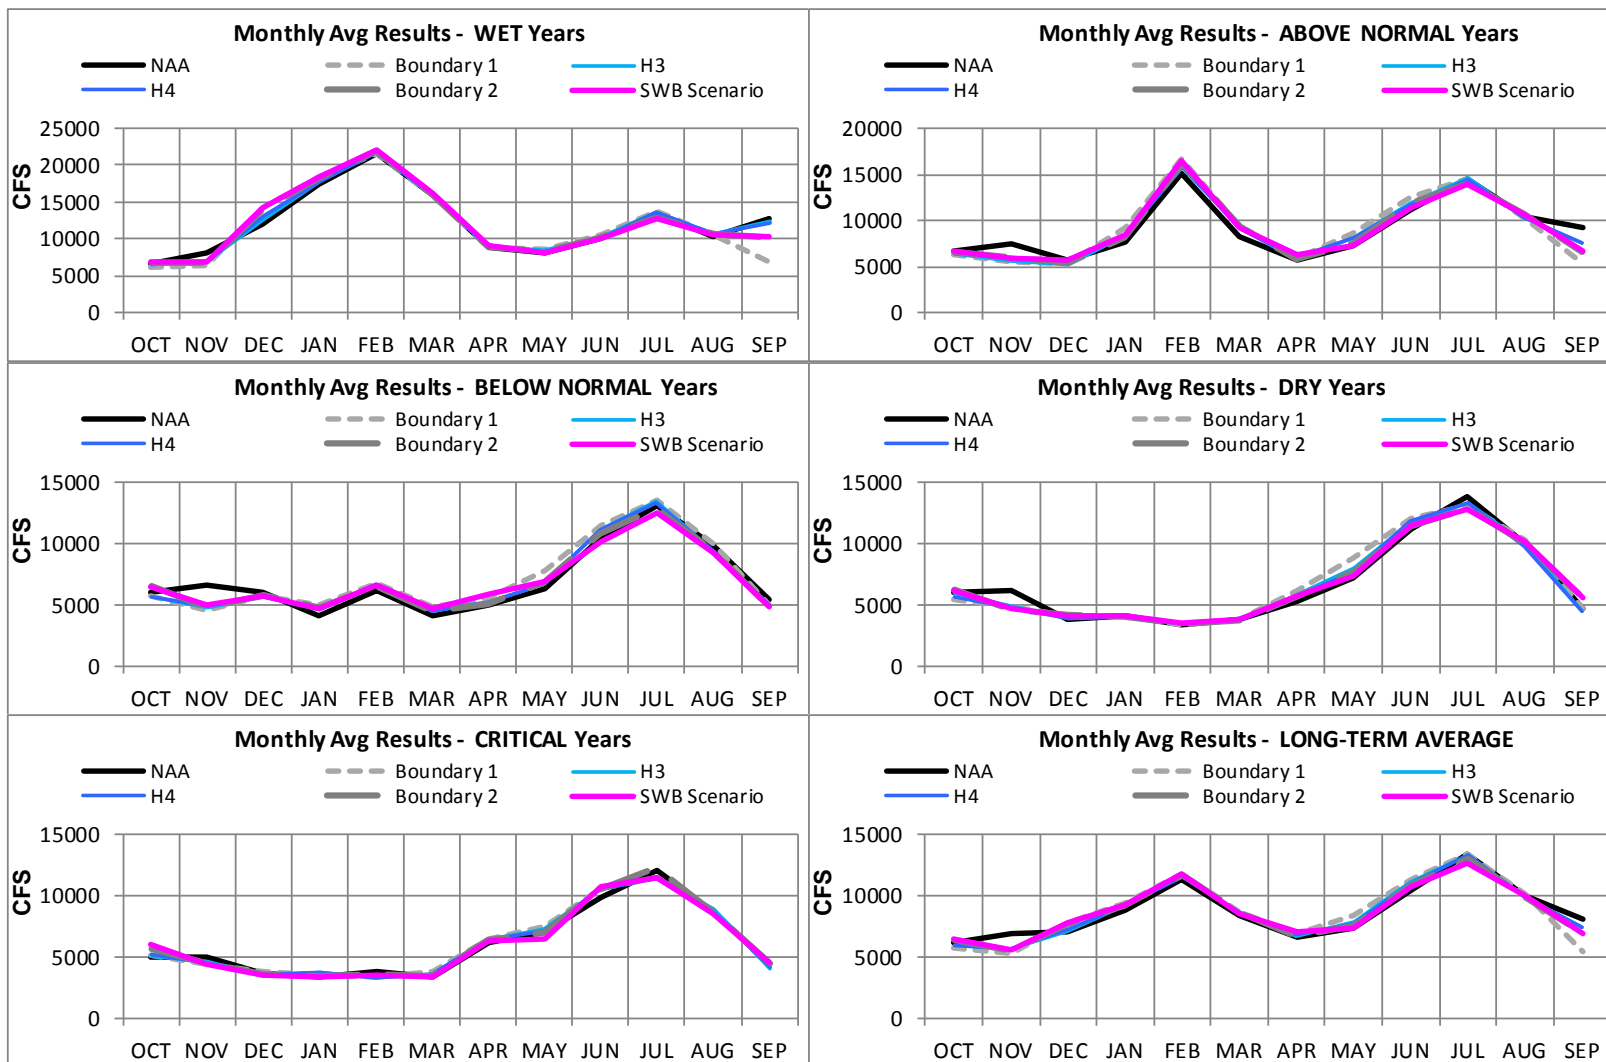 Monthly Avg Results - WET Years
NAA Boundary 1 H3
H4 Boundary 2 SWB Scenario
CFS
25000
20000
15000
10000
5000
0
OCT NOV DEC JAN FEB MAR APR MAY JUN JUL AUG SEP
Monthly Avg Results - ABOVE NORMAL Years
NAA Boundary 1 H3
H4 Boundary 2 SWB Scenario
CFS
20000
15000
10000
5000
0
OCT NOV DEC JAN FEB MAR APR MAY JUN JUL AUG SEP
Monthly Avg Results - BELOW NORMAL Years
NAA Boundary 1 H3
H4 Boundary 2 SWB Scenario
CFS
15000
10000
5000
0
OCT NOV DEC JAN FEB MAR APR MAY JUN JUL AUG SEP
Monthly Avg Results - DRY Years
NAA Boundary 1 H3
H4 Boundary 2 SWB Scenario
CFS
15000
10000
5000
0
OCT NOV DEC JAN FEB MAR APR MAY JUN JUL AUG SEP
Monthly Avg Results - CRITICAL Years
NAA Boundary 1 H3
H4 Boundary 2 SWB Scenario
CFS
15000
10000
5000
0
OCT NOV DEC JAN FEB MAR APR MAY JUN JUL AUG SEP
Monthly Avg Results - LONG-TERM AVERAGE
NAA Boundary 1 H3
H4 Boundary 2 SWB Scenario
CFS
15000
10000
5000
0
OCT NOV DEC JAN FEB MAR APR MAY JUN JUL AUG SEP